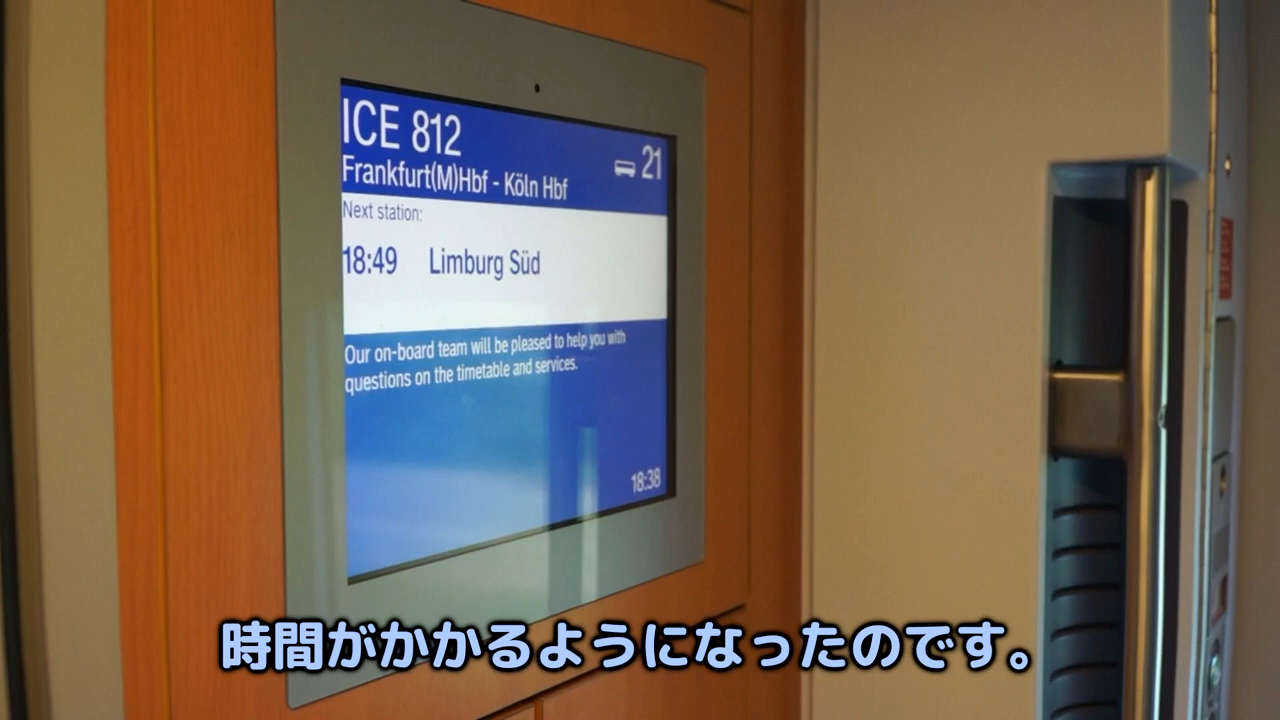 ICE 812
21
Frankfurt(M)Hbf - Köln Hbf
Next station:
18:49 Limburg Süd
Our on-board team will be pleased to help you with
questions on the timetable and services.
18:38
時間がかかるようになったのです。